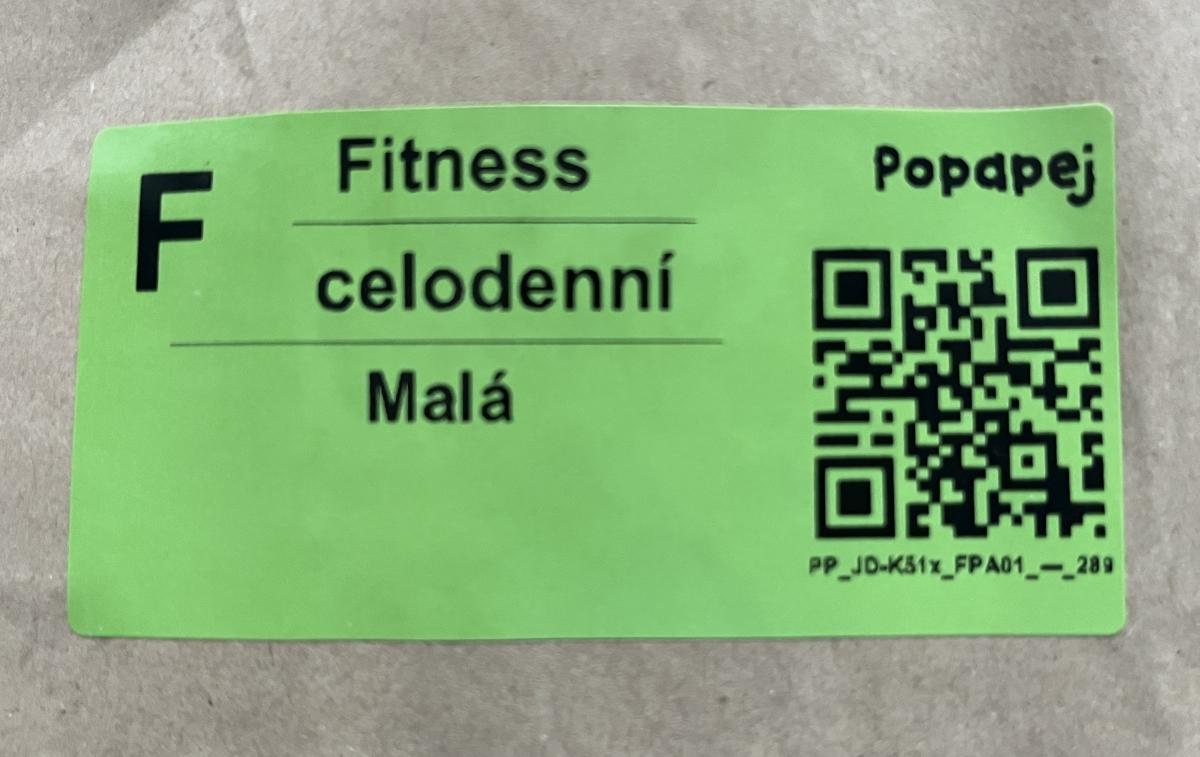 F
Fitness
celodenní
Malá
Popapej
PP_JD-K51x_FPA01_—_289